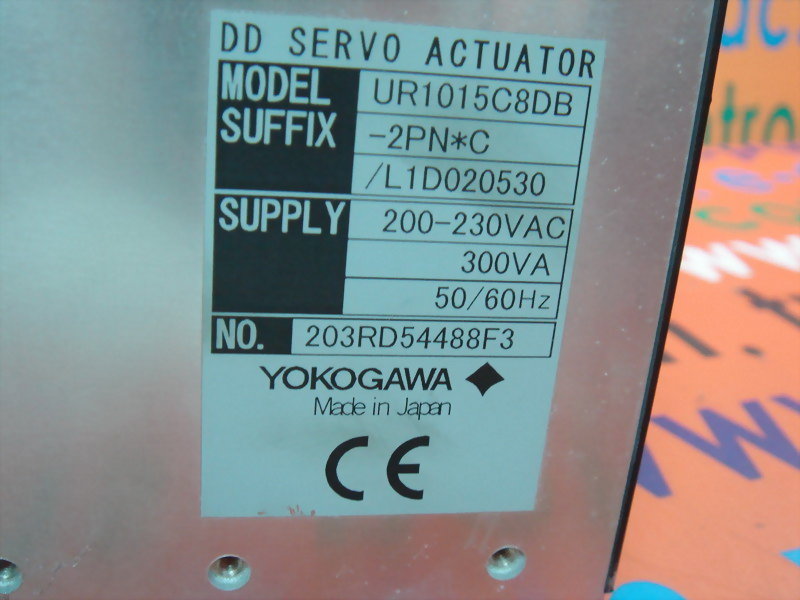 DD SERVO ACTUATOR
MODEL UR1015C8DB
SUFFIX -2PN*C
/L1D020530
SUPPLY 200-230VAC
300VA
50/60Hz
NO. 203RD54488F3
YOKOGAWA
Made in Japan
CE